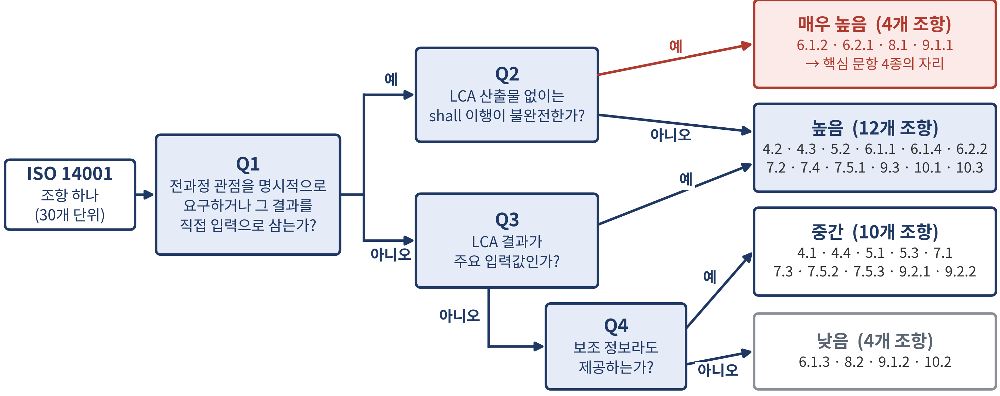 ISO 14001
조항 하나
(30개 단위)
Q1
전과정 관점을 명시적으로
요구하거나 그 결과를
직접 입력으로 삼는가?
예
아니오
Q2
LCA 산출물 없이는
shall 이행이 불완전한가?
예
아니오
Q3
LCA 결과가
주요 입력값인가?
예
아니오
Q4
보조 정보라도
제공하는가?
예
아니오
매우 높음 (4개 조항)
6.1.2 · 6.2.1 · 8.1 · 9.1.1
→ 핵심 문항 4종의 자리
높음 (12개 조항)
4.2 · 4.3 · 5.2 · 6.1.1 · 6.1.4 · 6.2.2
7.2 · 7.4 · 7.5.1 · 9.3 · 10.1 · 10.3
중간 (10개 조항)
4.1 · 4.4 · 5.1 · 5.3 · 7.1
7.3 · 7.5.2 · 7.5.3 · 9.2.1 · 9.2.2
낮음 (4개 조항)
6.1.3 · 8.2 · 9.1.2 · 10.2